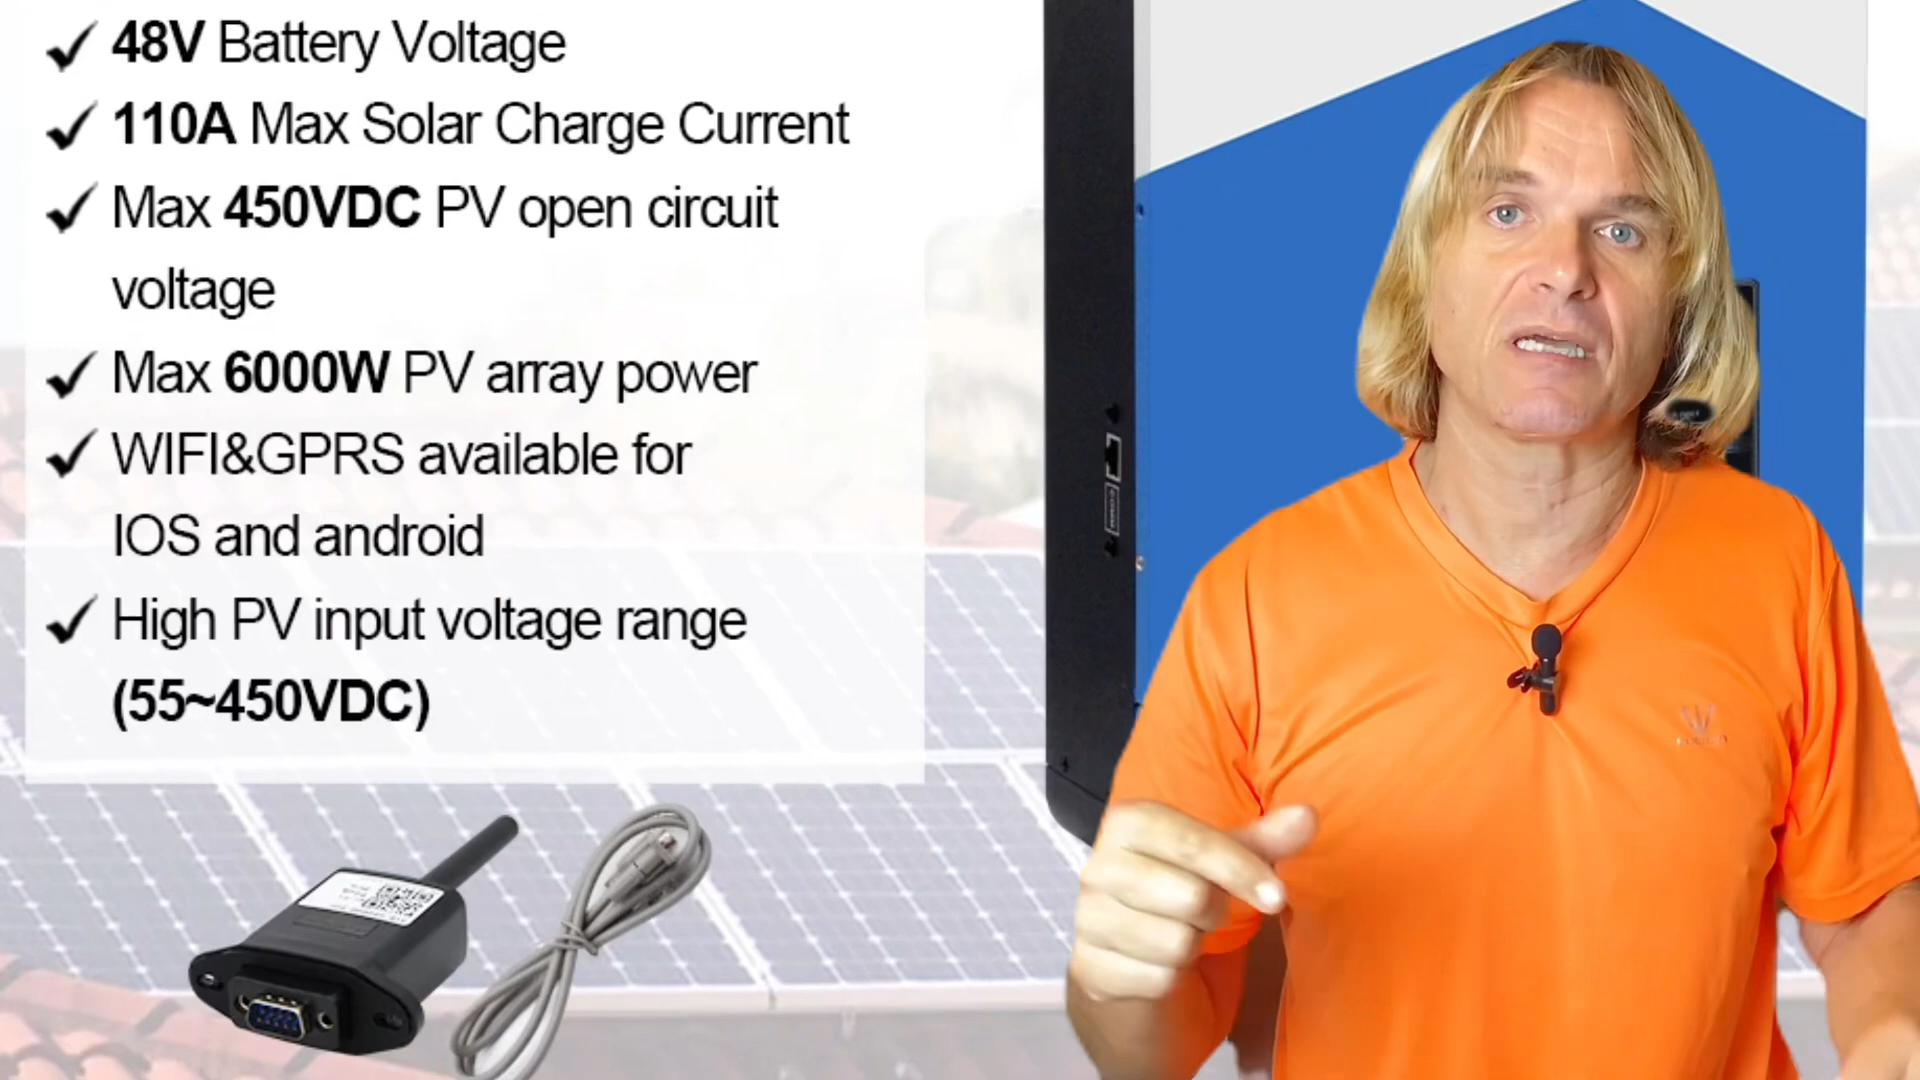 48V Battery Voltage
110A Max Solar Charge Current
Max 450VDC PV open circuit
voltage
Max 6000W PV array power
WIFI&GPRS available for
IOS and android
High PV input voltage range
(55~450VDC)
COMM